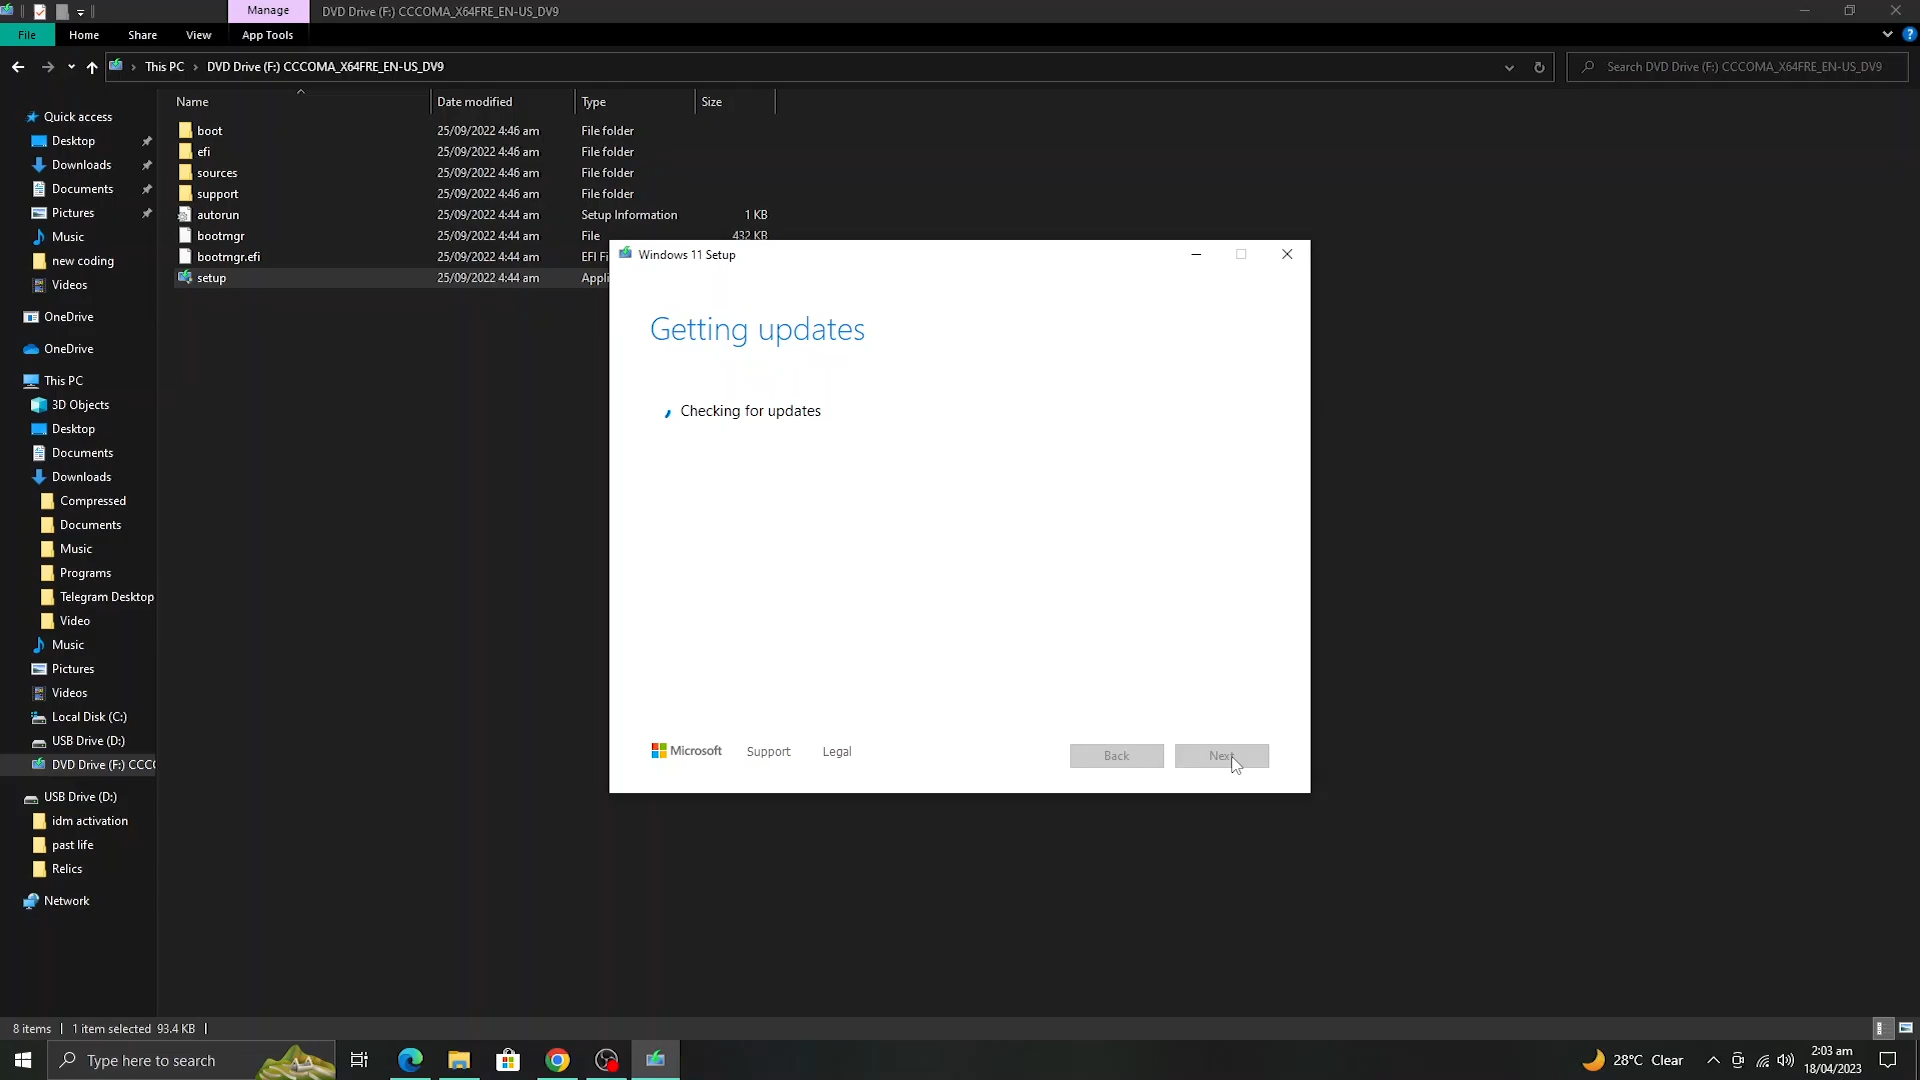 Manage
DVD Drive (F:) CCCOMA_X64FRE_EN-US_DV9
File
Home
Share
View
App Tools
This PC
DVD Drive (F:) CCCOMA_X64FRE_EN-US_DV9
Search DVD Drive (F:) CCCOMA_X64FRE_EN-US_DV9
Name
Date modified
Type
Size
boot 25/09/2022 4:46 am File folder
efi 25/09/2022 4:46 am File folder
sources 25/09/2022 4:46 am File folder
support 25/09/2022 4:46 am File folder
autorun 25/09/2022 4:44 am Setup Information 1 KB
bootmgr 25/09/2022 4:44 am File 432 KB
bootmgr.efi 25/09/2022 4:44 am EFI Fi
setup 25/09/2022 4:44 am Appli
Quick access
Desktop
Downloads
Documents
Pictures
Music
new coding
Videos
OneDrive
OneDrive
This PC
3D Objects
Desktop
Documents
Downloads
Compressed
Documents
Music
Programs
Telegram Desktop
Video
Music
Pictures
Videos
Local Disk (C:)
USB Drive (D:)
DVD Drive (F:) CCC
USB Drive (D:)
idm activation
past life
Relics
Network
Windows 11 Setup
Getting updates
Checking for updates
Microsoft
Support
Legal
Back
Next
8 items
1 item selected 93.4 KB
Type here to search
28°C Clear
2:03 am
18/04/2023